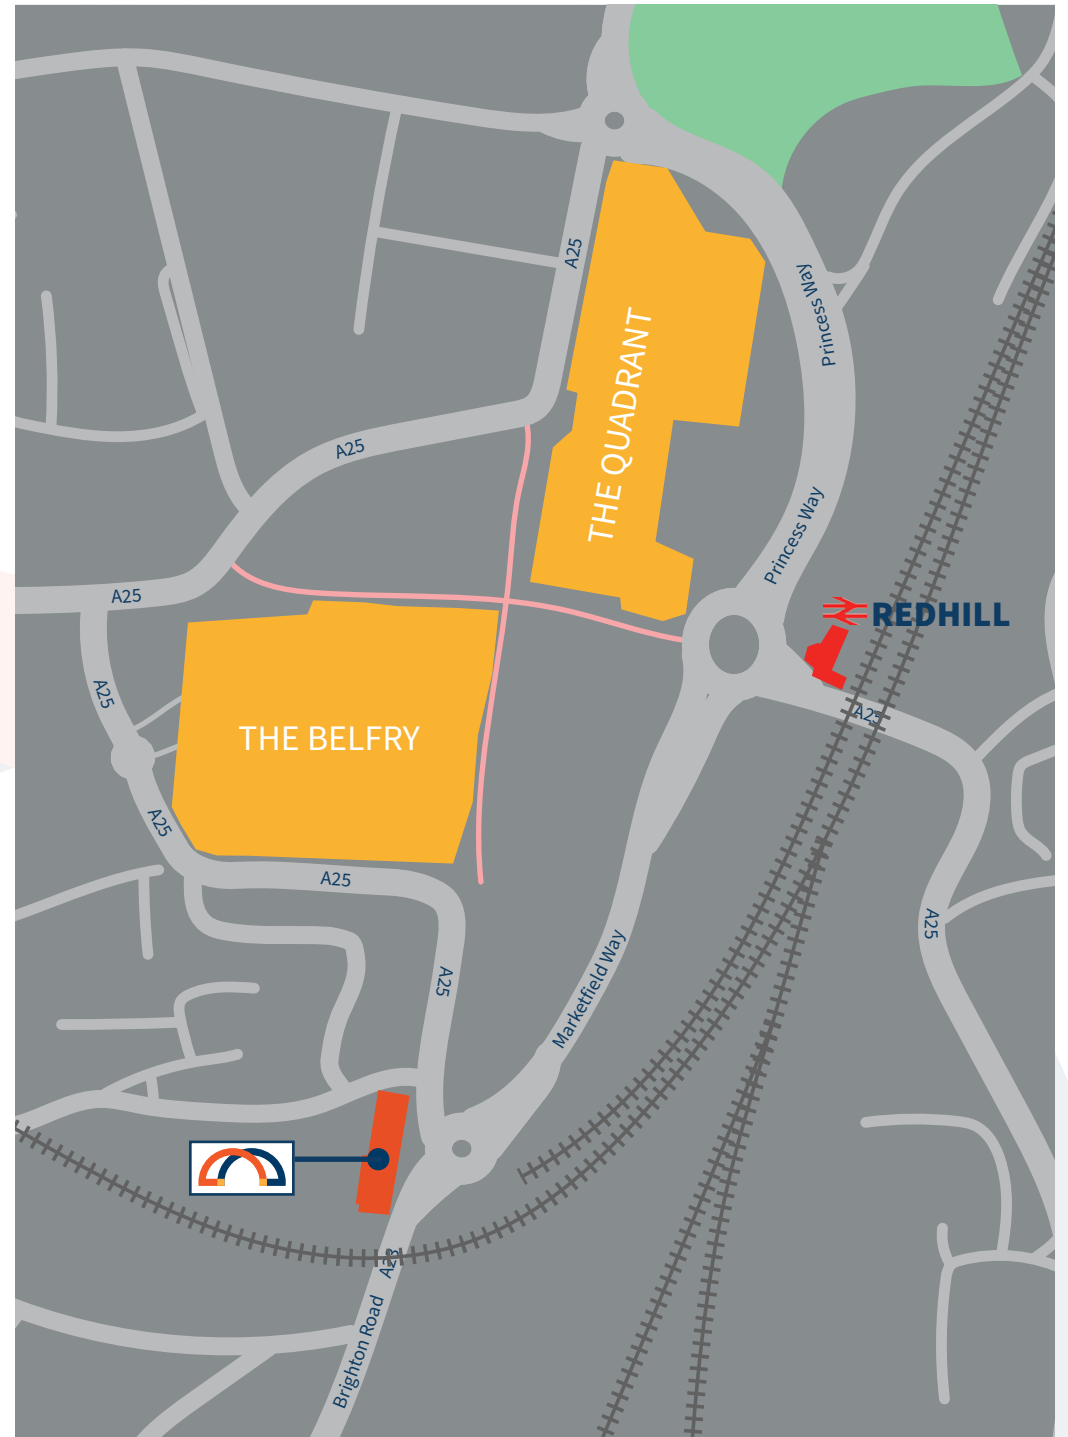 A25
Princess Way
THE QUADRANT
A25
Princess Way
A25
REDHILL
A25
A25
THE BELFRY
A25
A25
A25
A25
Marketfield Way
A23
Brighton Road